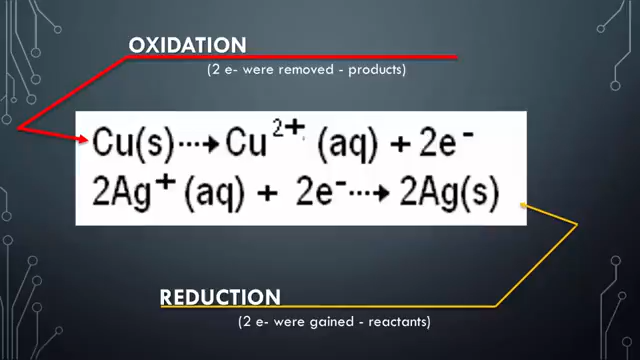 OXIDATION
(2 e- were removed - products)
Cu(s)⋯→Cu²⁺ (aq) + 2e⁻
2Ag⁺ (aq) + 2e⁻⋯→2Ag(s)
REDUCTION
(2 e- were gained - reactants)